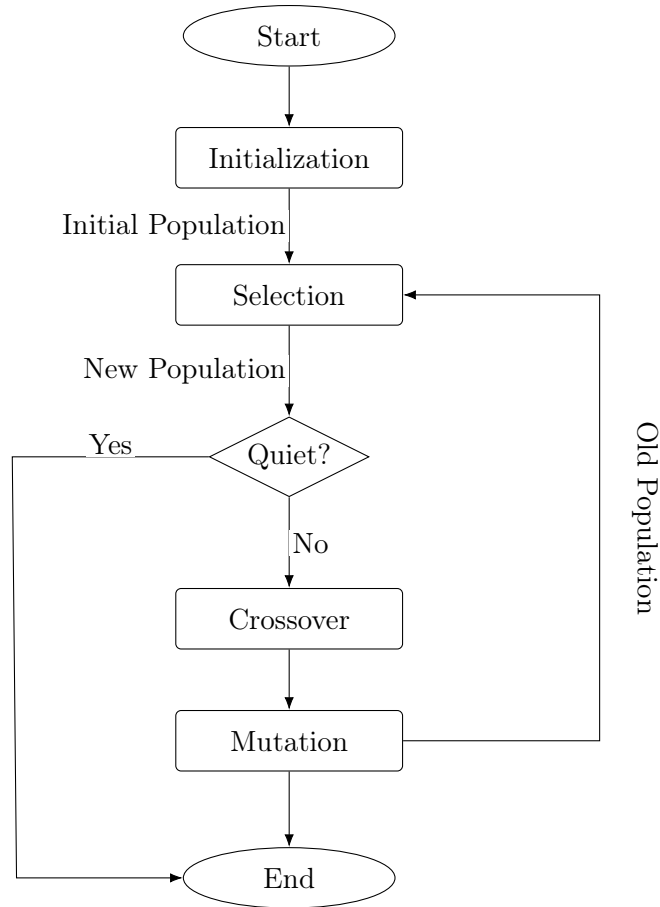 Start
Initialization
Initial Population
Selection
New Population
Yes
Quiet?
Old Population
No
Crossover
Mutation
End